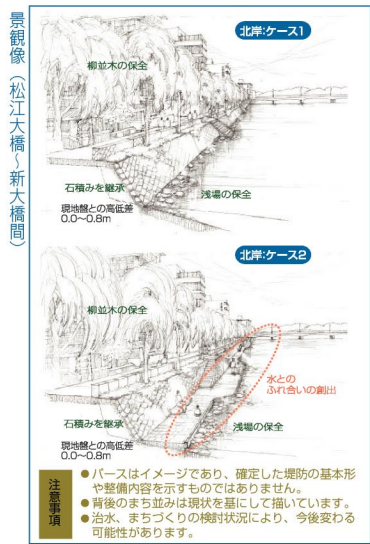 景観像（松江大橋～新大橋間）
北岸：ケース1
柳並木の保全
石積みを継承
浅場の保全
現地盤との高低差
0.0～0.8m
北岸：ケース2
柳並木の保全
水との
ふれ合いの創出
石積みを継承
浅場の保全
現地盤との高低差
0.0～0.8m
注意事項
●パースはイメージであり、確定した堤防の基本形
や整備内容を示すものではありません。
●背後のまち並みは現状を基にして描いています。
●治水、まちづくりの検討状況により、今後変わる
可能性があります。